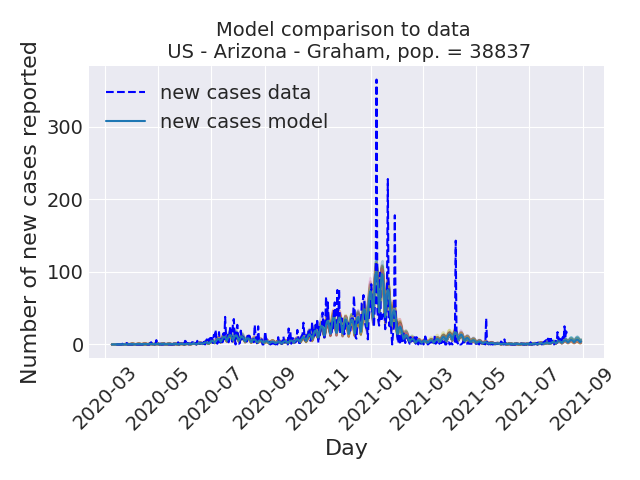 Model comparison to data
US - Arizona - Graham, pop. = 38837
Number of new cases reported
new cases data
new cases model
300
200
100
0
2020-03
2020-05
2020-07
2020-09
2020-11
2021-01
2021-03
2021-05
2021-07
2021-09
Day